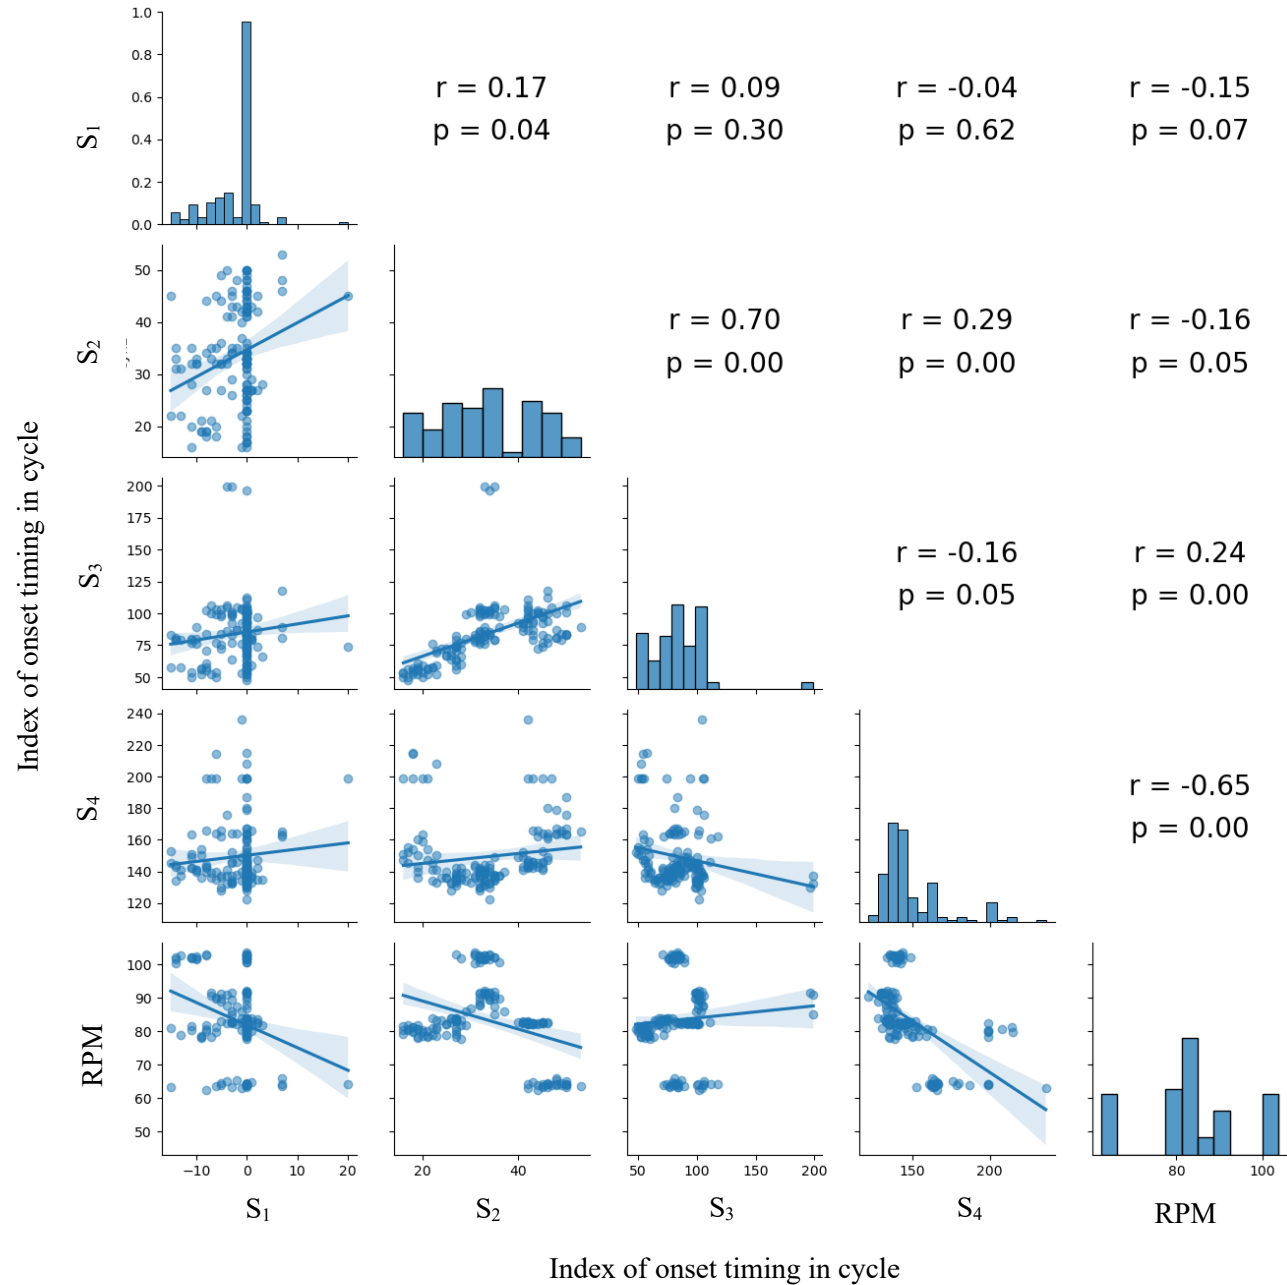 1.0
0.8
0.6
0.4
0.2
0.0
S₁
r = 0.17
p = 0.04
r = 0.09
p = 0.30
r = -0.04
p = 0.62
r = -0.15
p = 0.07
50
40
30
20
S₂
r = 0.70
p = 0.00
r = 0.29
p = 0.00
r = -0.16
p = 0.05
Index of onset timing in cycle
200
175
150
125
100
75
50
S₃
r = -0.16
p = 0.05
r = 0.24
p = 0.00
240
220
200
180
160
140
120
S₄
r = -0.65
p = 0.00
100
90
80
70
60
50
RPM
−10 0 10 20
20 40
50 100 150 200
150 200
80 100
S₁ S₂ S₃ S₄ RPM
Index of onset timing in cycle